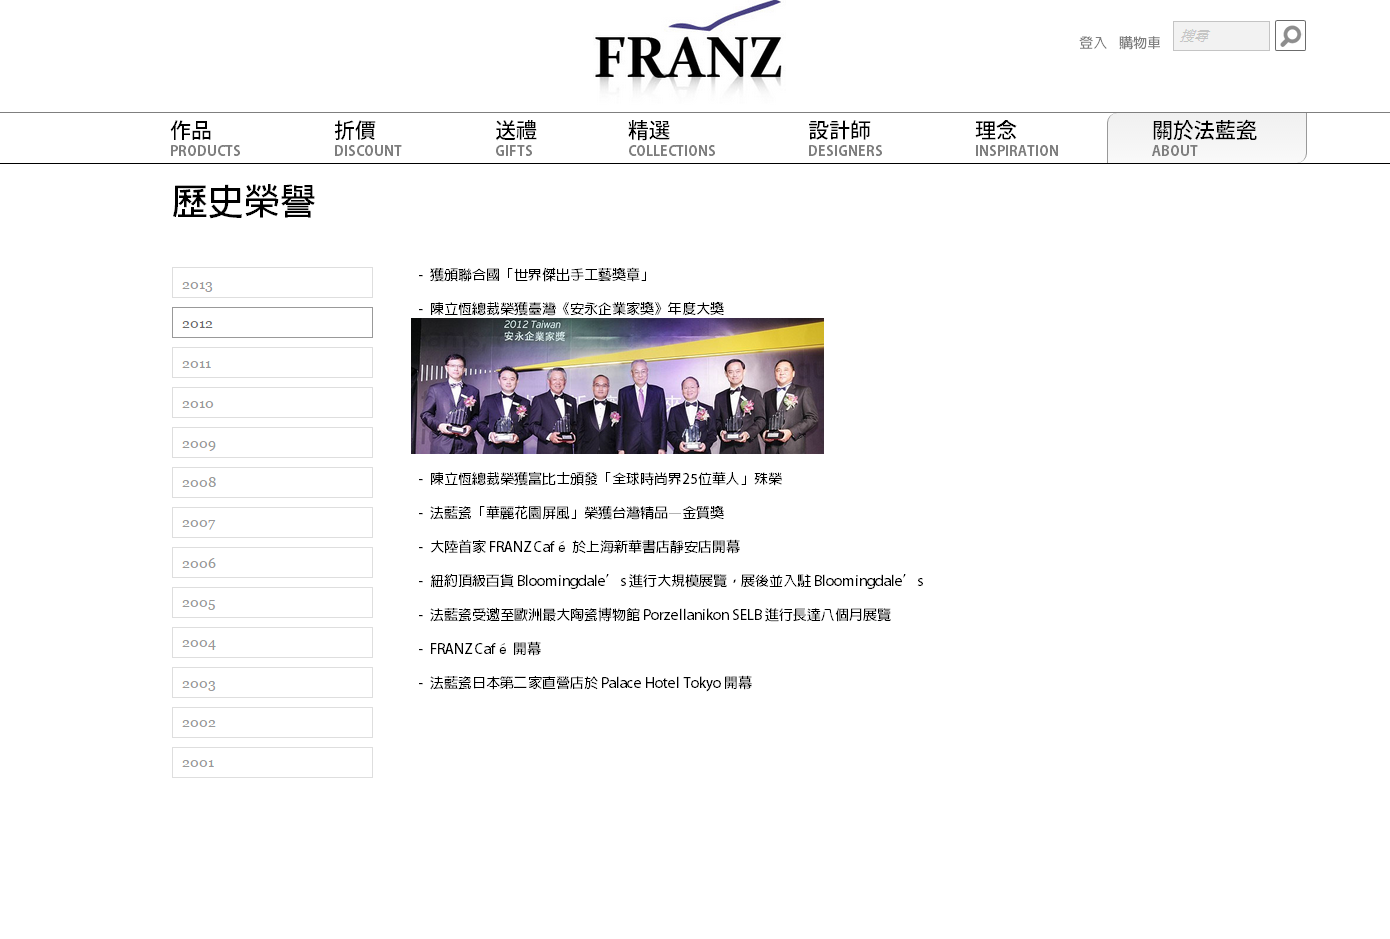 FRANZ
登入 購物車 搜尋
作品 折價 送禮 精選 設計師 理念 關於法藍瓷
PRODUCTS DISCOUNT GIFTS COLLECTIONS DESIGNERS INSPIRATION ABOUT
歷史榮譽
2013
2012
2011
2010
2009
2008
2007
2006
2005
2004
2003
2002
2001
- 獲頒聯合國「世界傑出手工藝獎章」
- 陳立恆總裁榮獲臺灣《安永企業家獎》年度大獎
2012 Taiwan
安永企業家獎
- 陳立恆總裁榮獲富比士頒發「全球時尚界25位華人」殊榮
- 法藍瓷「華麗花園屏風」榮獲台灣精品—金質獎
- 大陸首家 FRANZ Café 於上海新華書店靜安店開幕
- 紐約頂級百貨 Bloomingdale’s 進行大規模展覽，展後並入駐 Bloomingdale’s
- 法藍瓷受邀至歐洲最大陶瓷博物館 Porzellanikon SELB 進行長達八個月展覽
- FRANZ Café 開幕
- 法藍瓷日本第二家直營店於 Palace Hotel Tokyo 開幕